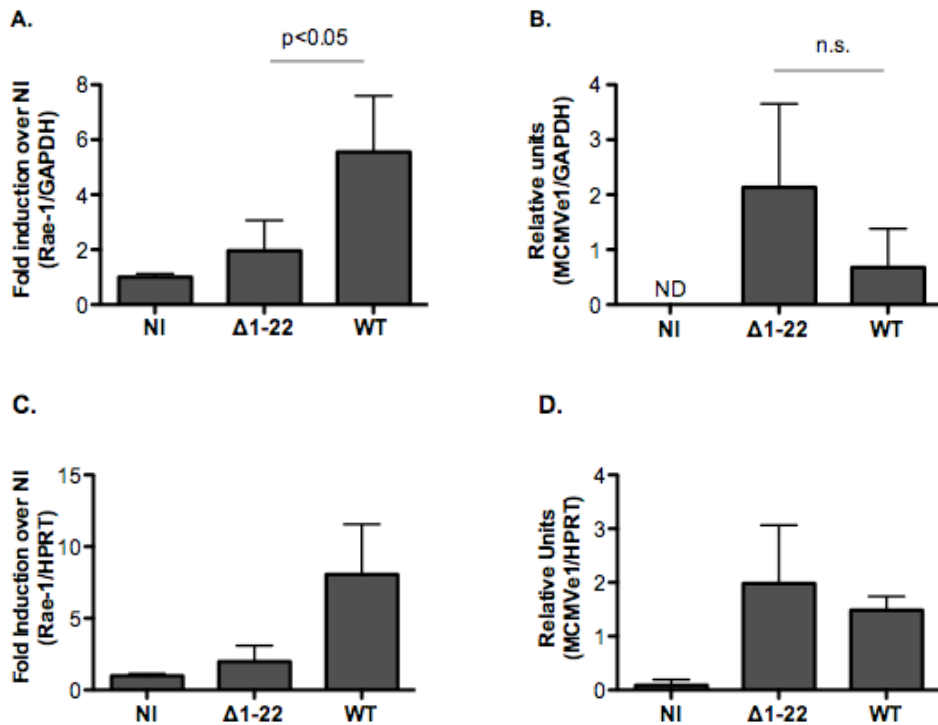 A.
p<0.05
Fold induction over NI
(Rae-1/GAPDH)
8
6
4
2
0
NI Δ1-22 WT
B.
n.s.
Relative units
(MCMVe1/GAPDH)
4
3
2
1
0
ND
NI Δ1-22 WT
C.
Fold Induction over NI
(Rae-1/HPRT)
15
10
5
0
NI Δ1-22 WT
D.
Relative Units
(MCMVe1/HPRT)
4
3
2
1
0
NI Δ1-22 WT